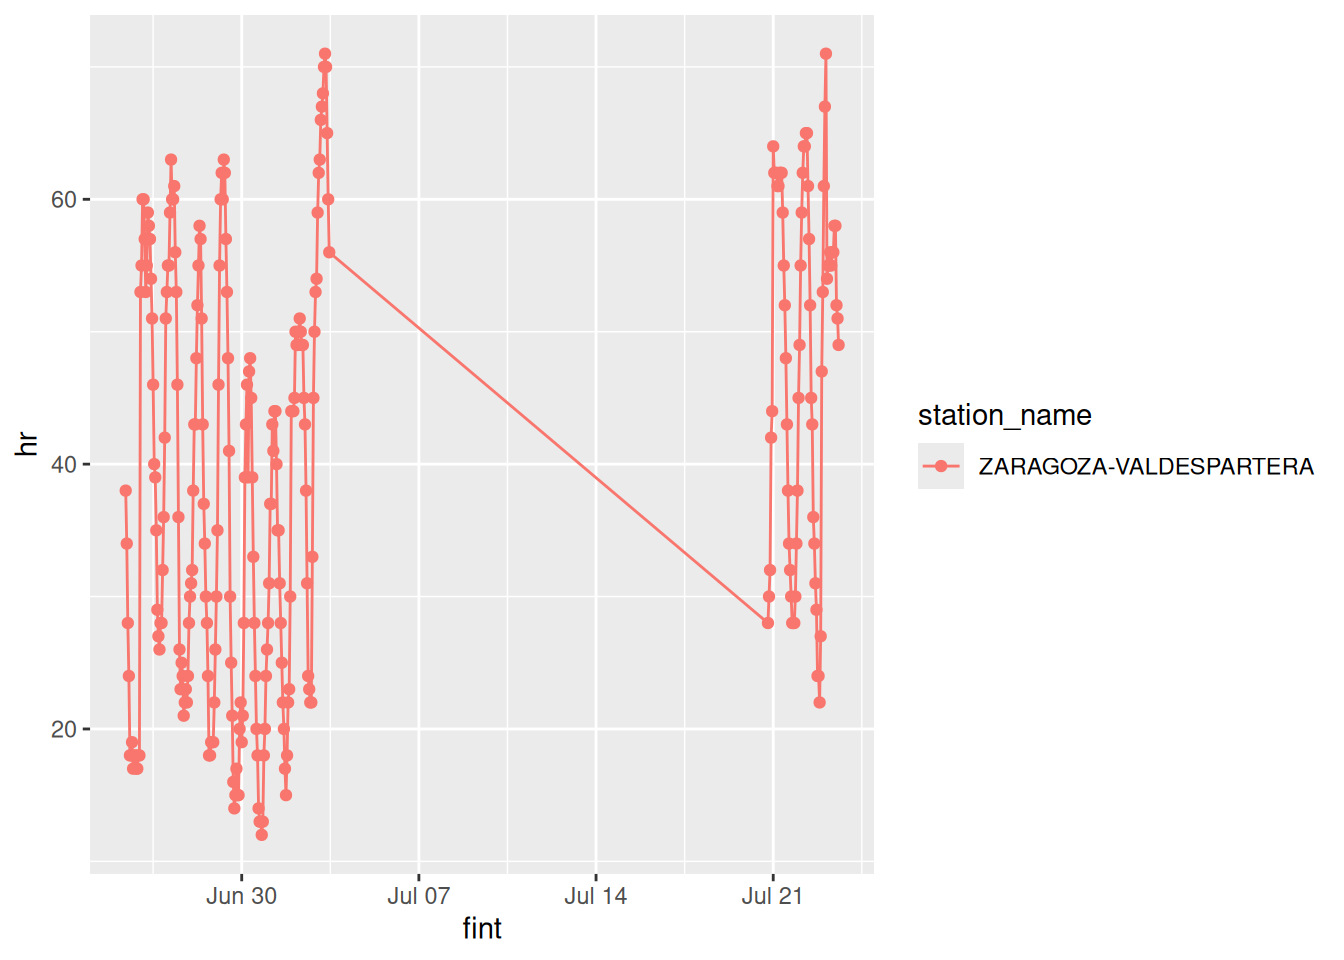 60
40
20
hr
Jun 30
Jul 07
Jul 14
Jul 21
fint
station_name
ZARAGOZA-VALDESPARTERA